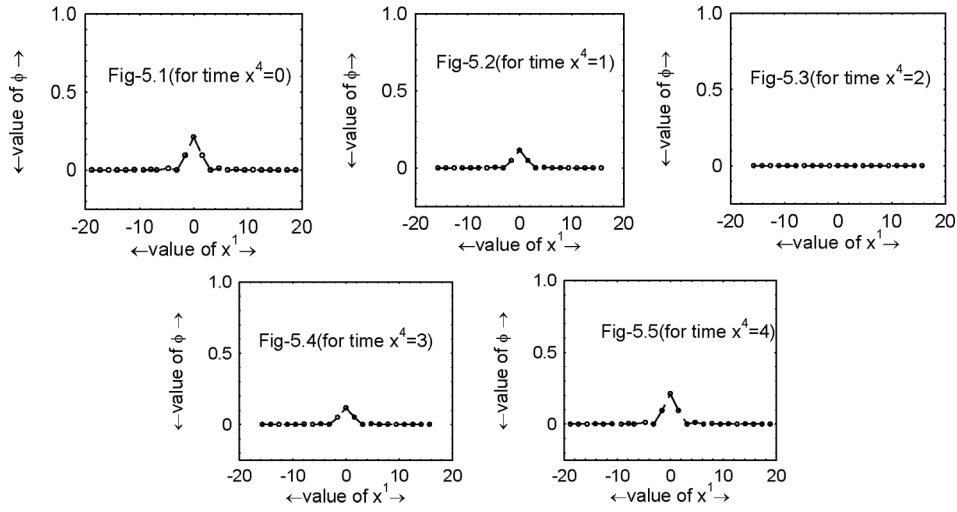 1.0
0.5
0
-20 -10 0 10 20
←value of φ →
←value of x¹→
Fig-5.1(for time x⁴=0)
1.0
0.5
0
-20 -10 0 10 20
←value of φ→
←value of x¹→
Fig-5.2(for time x⁴=1)
1.0
0.5
0
-20 -10 0 10 20
←value of φ→
←value of x¹→
Fig-5.3(for time x⁴=2)
1.0
0.5
0
-20 -10 0 10 20
←value of φ→
←value of x¹→
Fig-5.4(for time x⁴=3)
1.0
0.5
0
-20 -10 0 10 20
←value of φ→
←value of x¹→
Fig-5.5(for time x⁴=4)